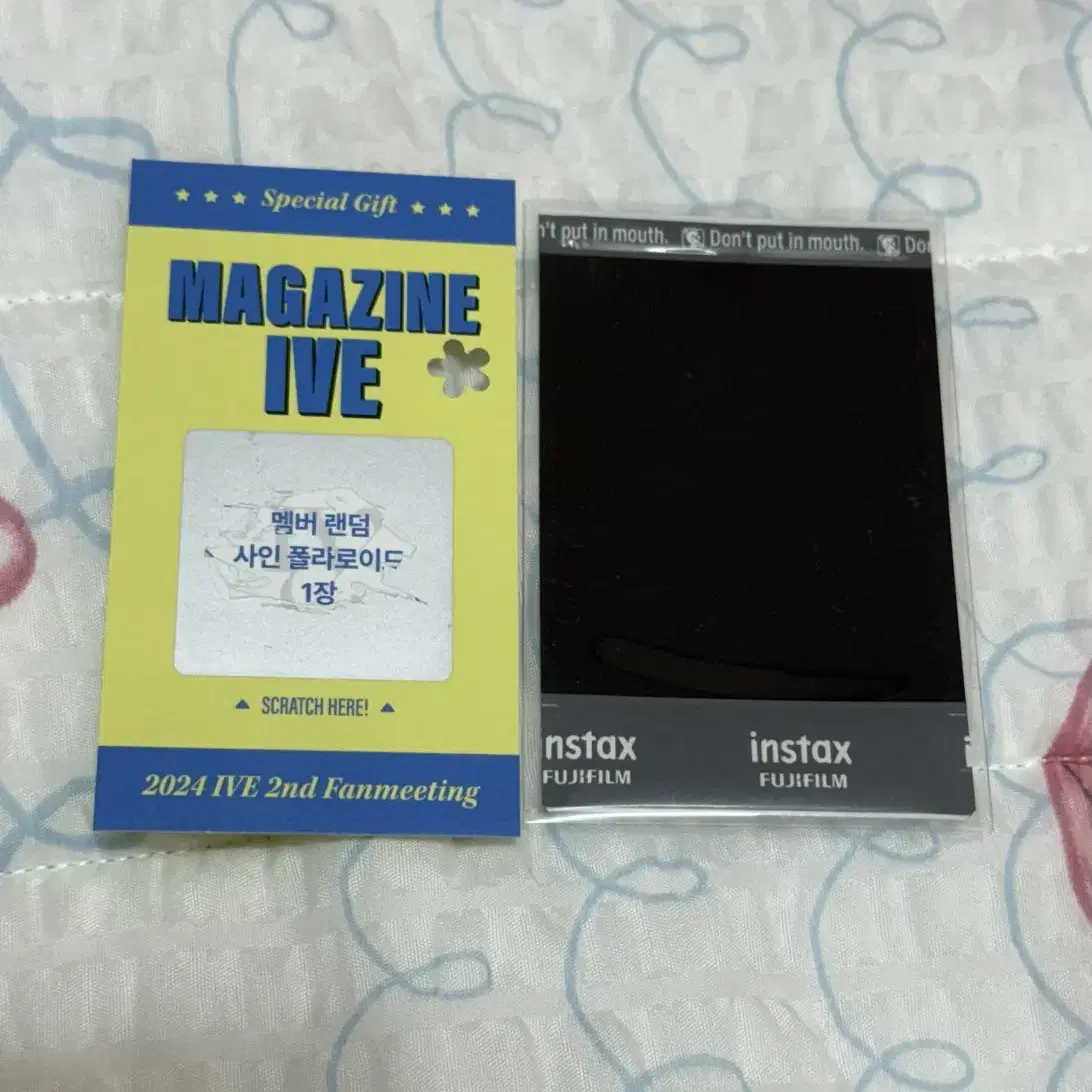 ★ ★ ★ Special Gift ★ ★ ★
MAGAZINE
IVE
멤버 랜덤
사인 폴라로이드
1장
▲ SCRATCH HERE! ▲
2024 IVE 2nd Fanmeeting
n't put in mouth. Don't put in mouth. Don
nstax instax i
FUJIFILM FUJIFILM